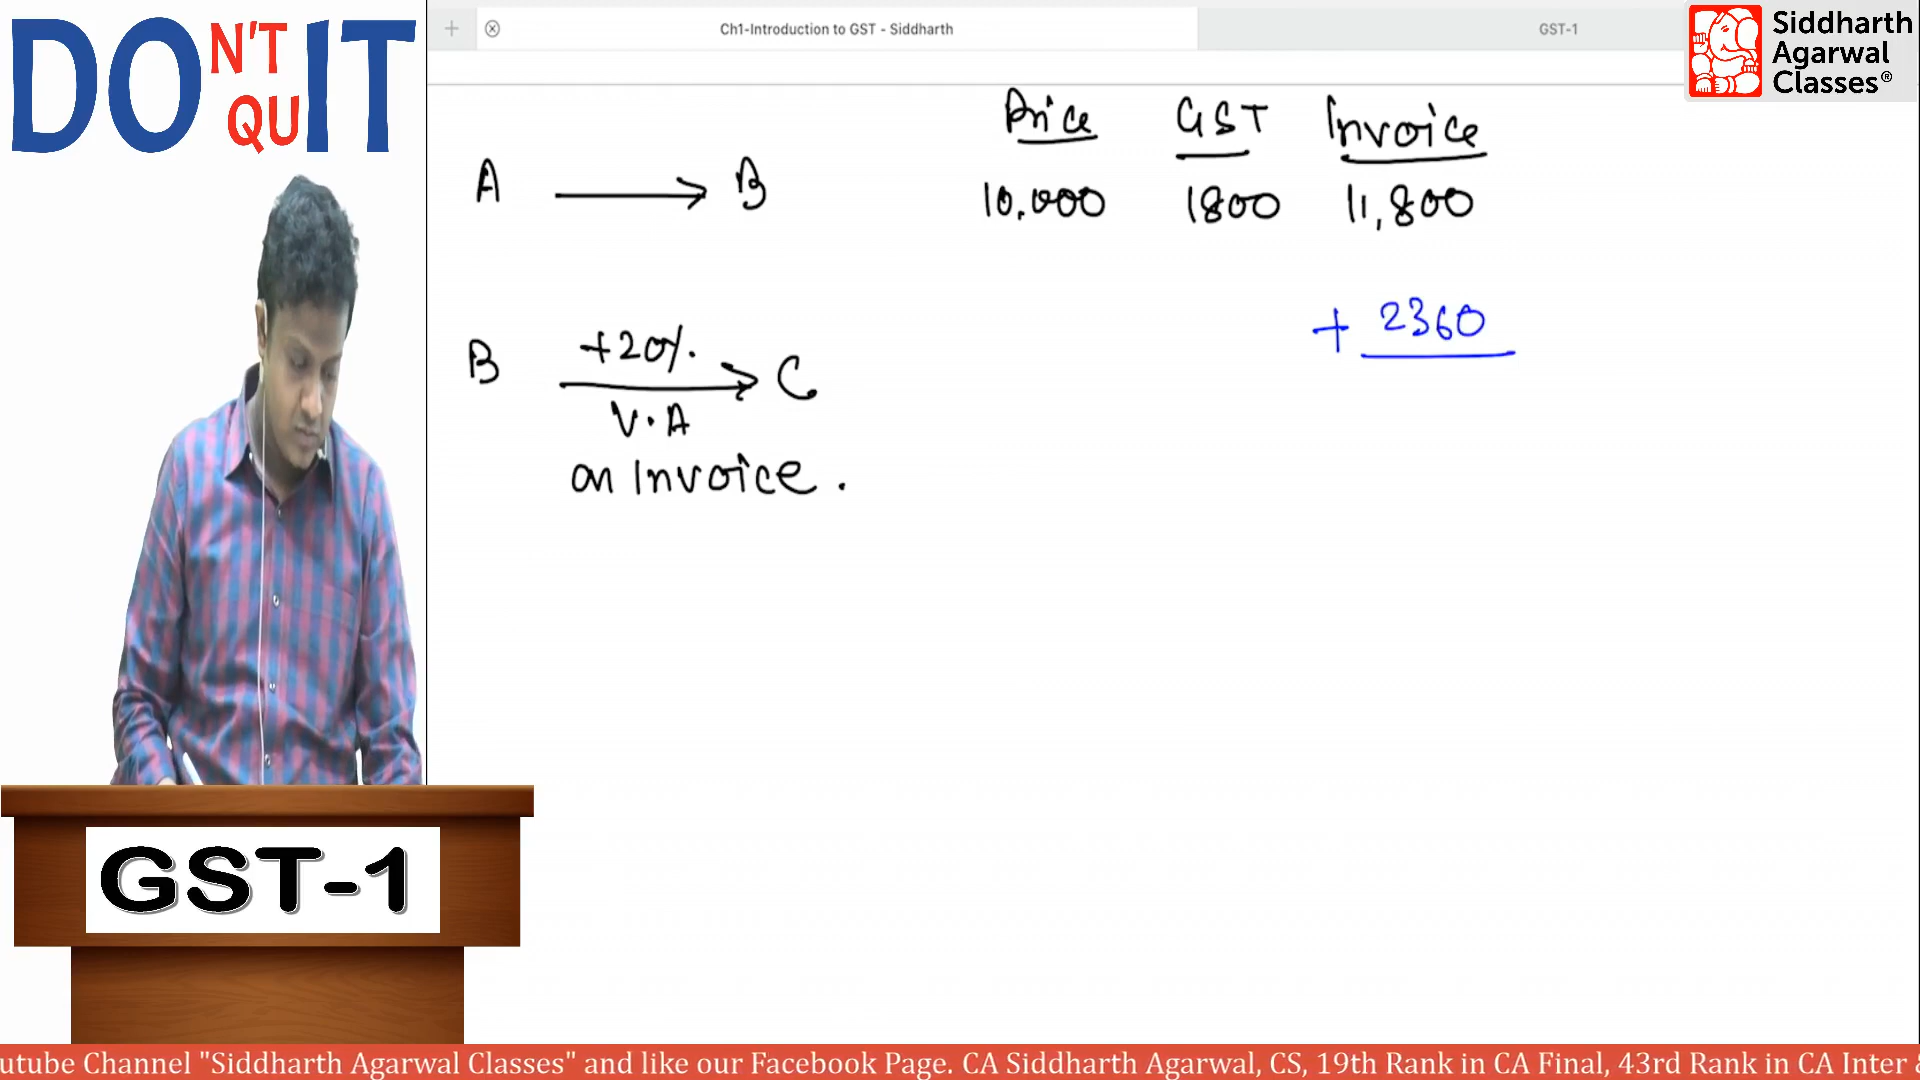 DON'T QUIT
Ch1-Introduction to GST - Siddharth
GST-1
Siddharth
Agarwal
Classes®
Price GST Invoice
A → B 10,000 1800 11,800
+ 2360
B +20% → C
V.A
on Invoice.
GST-1
utube Channel "Siddharth Agarwal Classes" and like our Facebook Page. CA Siddharth Agarwal, CS, 19th Rank in CA Final, 43rd Rank in CA Inter &